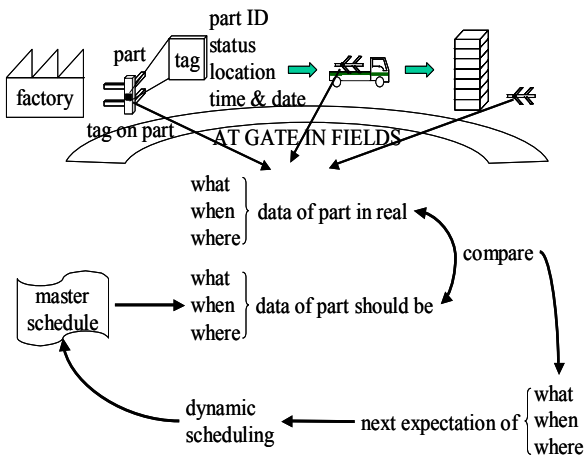 part ID
status
location
time & date
part
tag
factory
tag on part
AT GATE IN FIELDS
what
when
where
data of part in real
compare
what
when
where
data of part should be
master
schedule
dynamic
scheduling
next expectation of
what
when
where